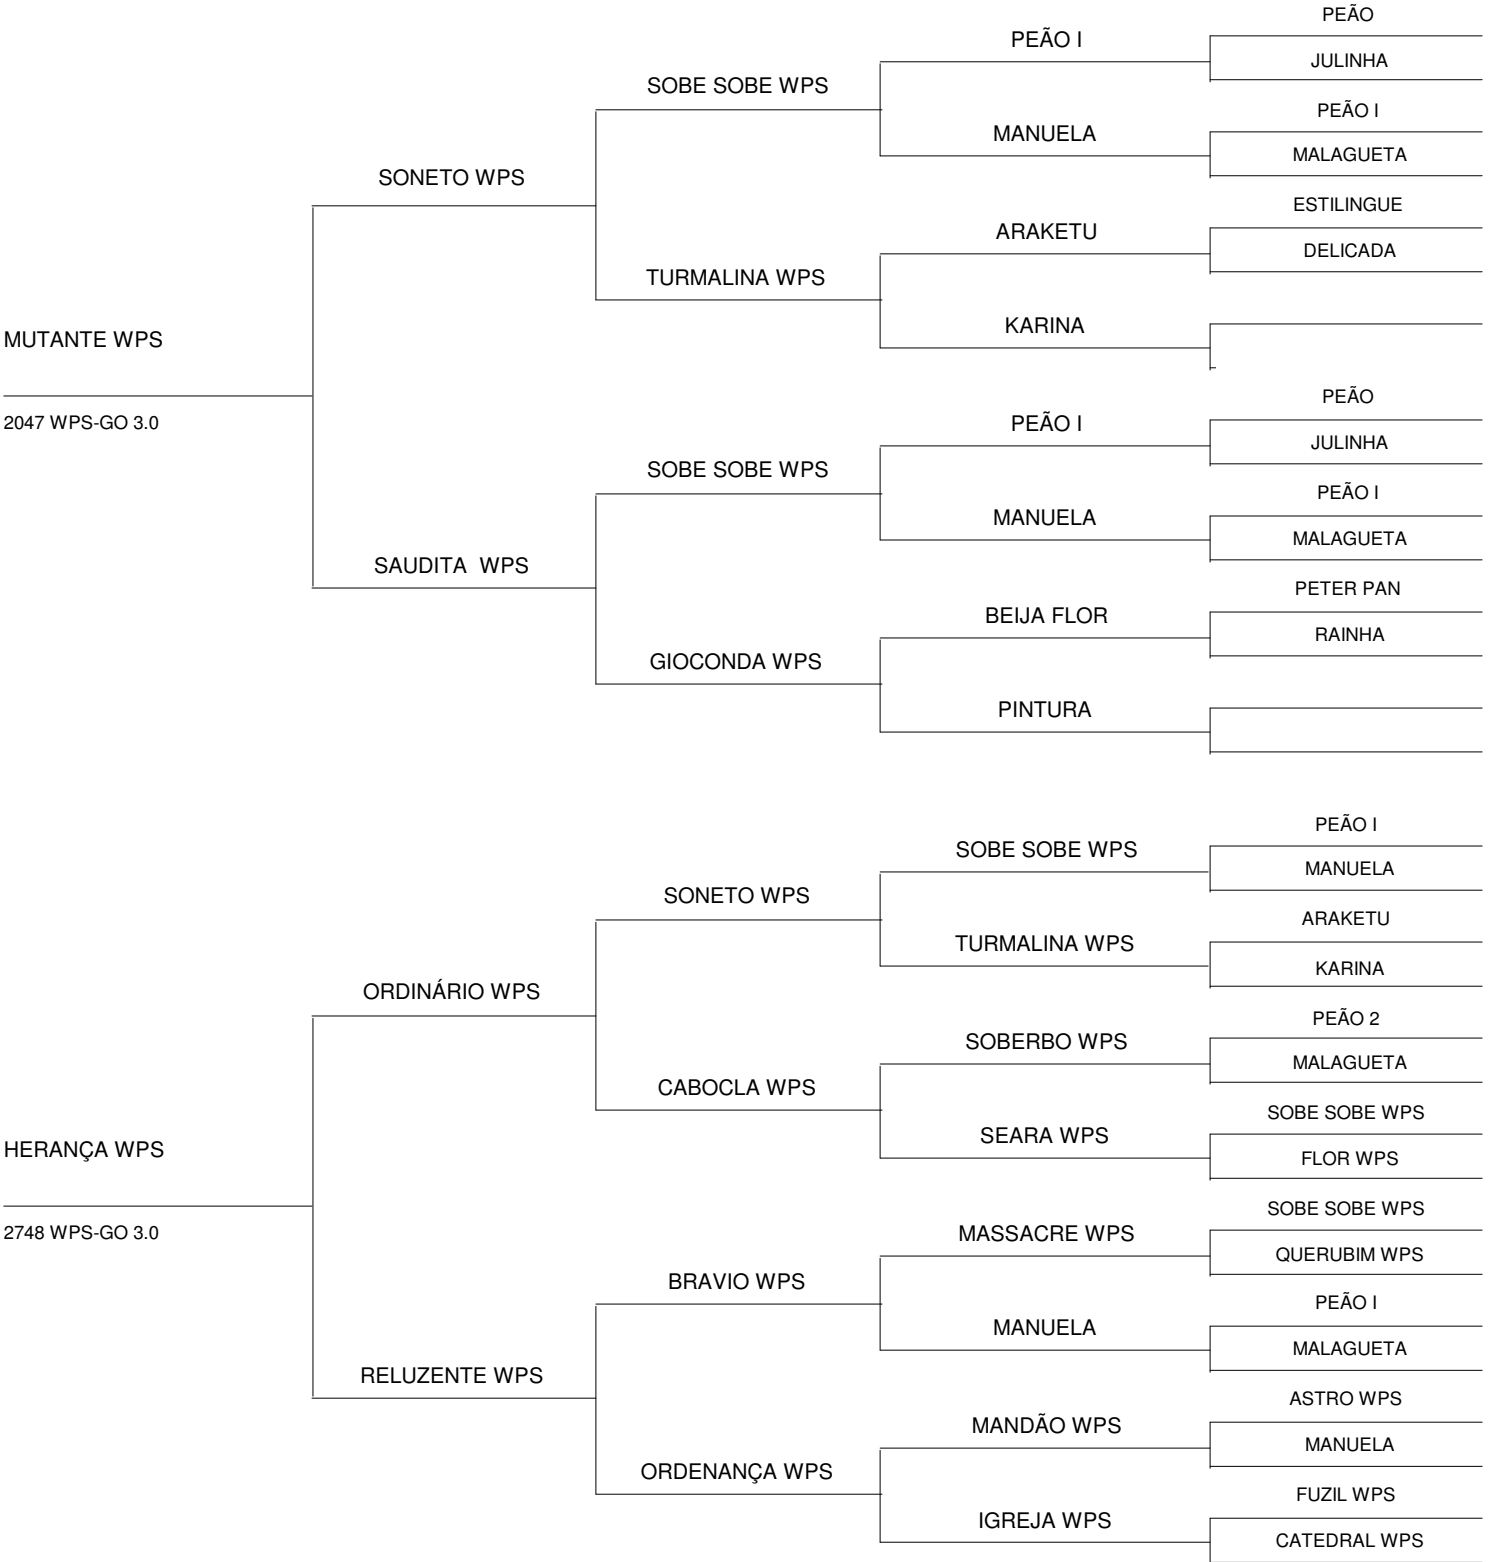 PEÃO
PEÃO I
JULINHA
SOBE SOBE WPS
PEÃO I
MANUELA
MALAGUETA
SONETO WPS
ESTILINGUE
ARAKETU
DELICADA
TURMALINA WPS
KARINA
MUTANTE WPS
PEÃO
2047 WPS-GO 3.0
PEÃO I
JULINHA
SOBE SOBE WPS
PEÃO I
MANUELA
MALAGUETA
SAUDITA WPS
PETER PAN
BEIJA FLOR
RAINHA
GIOCONDA WPS
PINTURA
PEÃO I
SOBE SOBE WPS
MANUELA
SONETO WPS
ARAKETU
TURMALINA WPS
KARINA
ORDINÁRIO WPS
PEÃO 2
SOBERBO WPS
MALAGUETA
CABOCLA WPS
SOBE SOBE WPS
SEARA WPS
HERANÇA WPS
FLOR WPS
SOBE SOBE WPS
2748 WPS-GO 3.0
MASSACRE WPS
QUERUBIM WPS
BRAVIO WPS
PEÃO I
MANUELA
MALAGUETA
RELUZENTE WPS
ASTRO WPS
MANDÃO WPS
MANUELA
ORDENANÇA WPS
FUZIL WPS
IGREJA WPS
CATEDRAL WPS